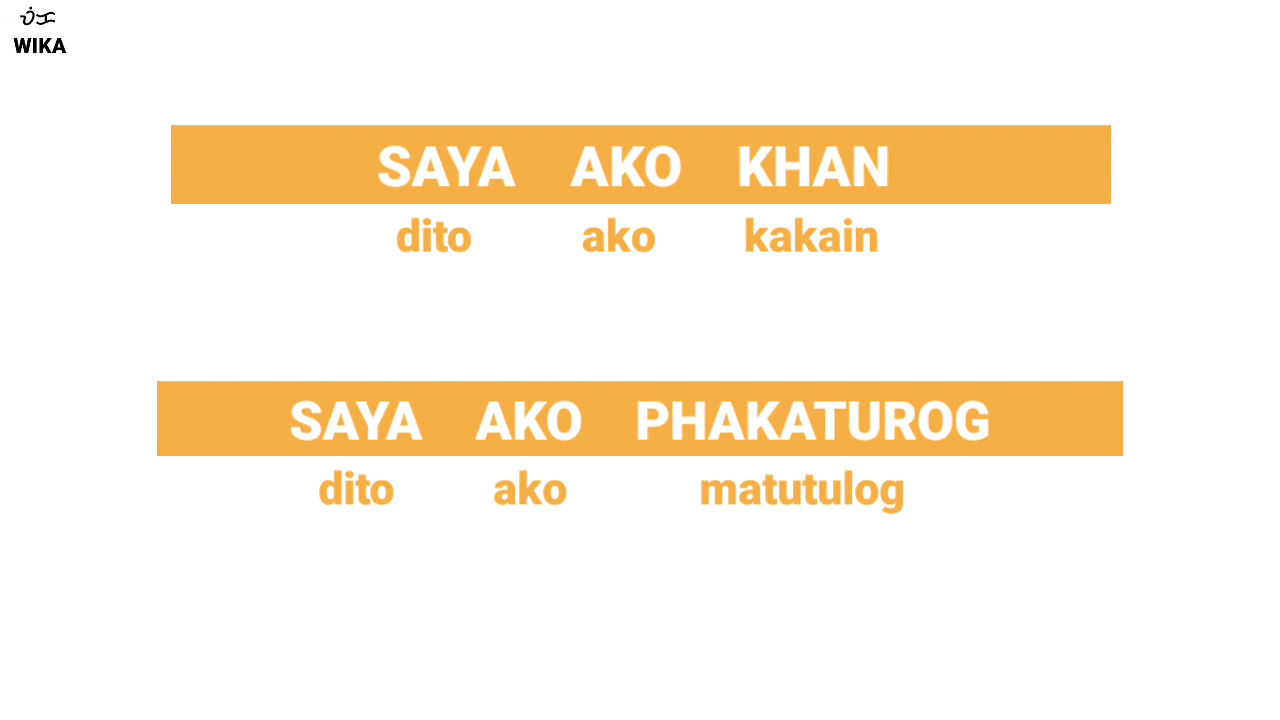 ᜏᜒᜃ
WIKA
SAYA AKO KHAN
dito ako kakain
SAYA AKO PHAKATUROG
dito ako matutulog